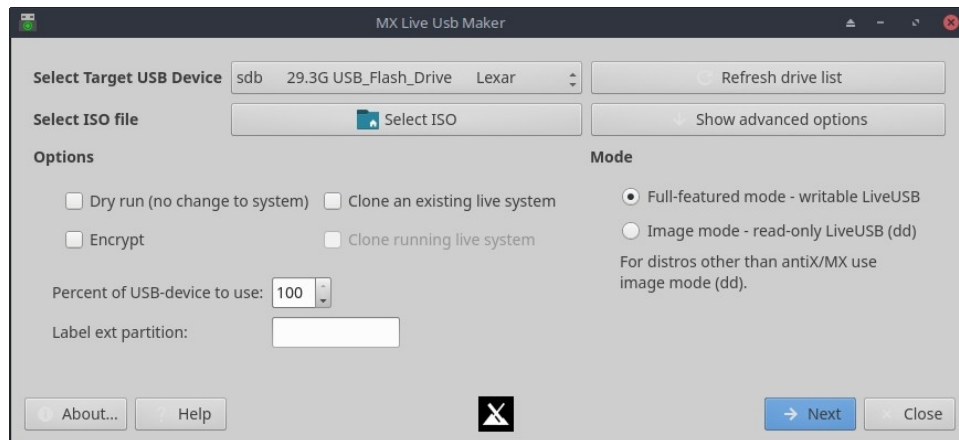 MX Live Usb Maker
Select Target USB Device sdb 29.3G USB_Flash_Drive Lexar Refresh drive list
Select ISO file Select ISO Show advanced options
Options Mode
Dry run (no change to system) Clone an existing live system Full-featured mode - writable LiveUSB
Encrypt Clone running live system Image mode - read-only LiveUSB (dd)
For distros other than antiX/MX use
image mode (dd).
Percent of USB-device to use: 100
Label ext partition:
About... Help Next Close